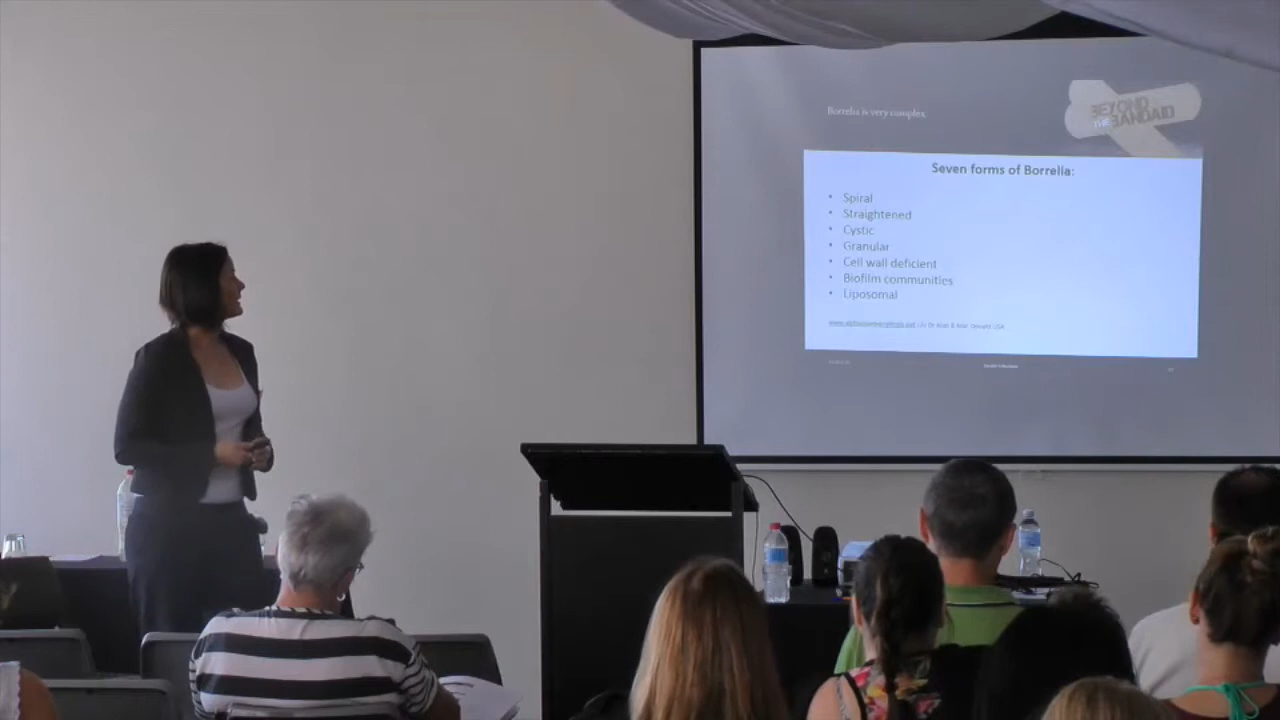 Borrelia is very complex
BEYOND
THE BANDAID
Seven forms of Borrelia:
• Spiral
• Straightened
• Cystic
• Granular
• Cell wall deficient
• Biofilm communities
• Liposomal